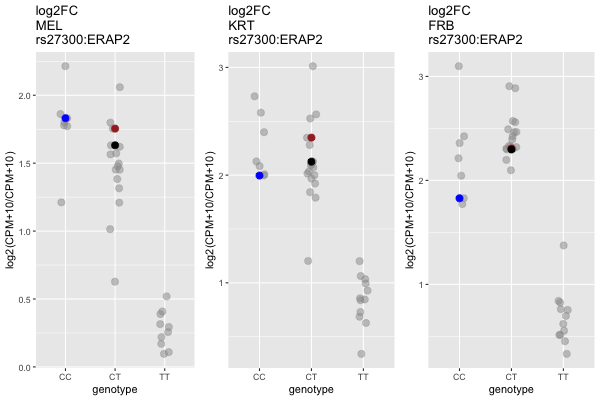 log2FC
MEL
rs27300:ERAP2
log2(CPM+10/CPM+10)
2.0
1.5
1.0
0.5
0.0
CC CT TT
genotype
log2FC
KRT
rs27300:ERAP2
log2(CPM+10/CPM+10)
3
2
1
CC CT TT
genotype
log2FC
FRB
rs27300:ERAP2
log2(CPM+10/CPM+10)
3
2
1
CC CT TT
genotype